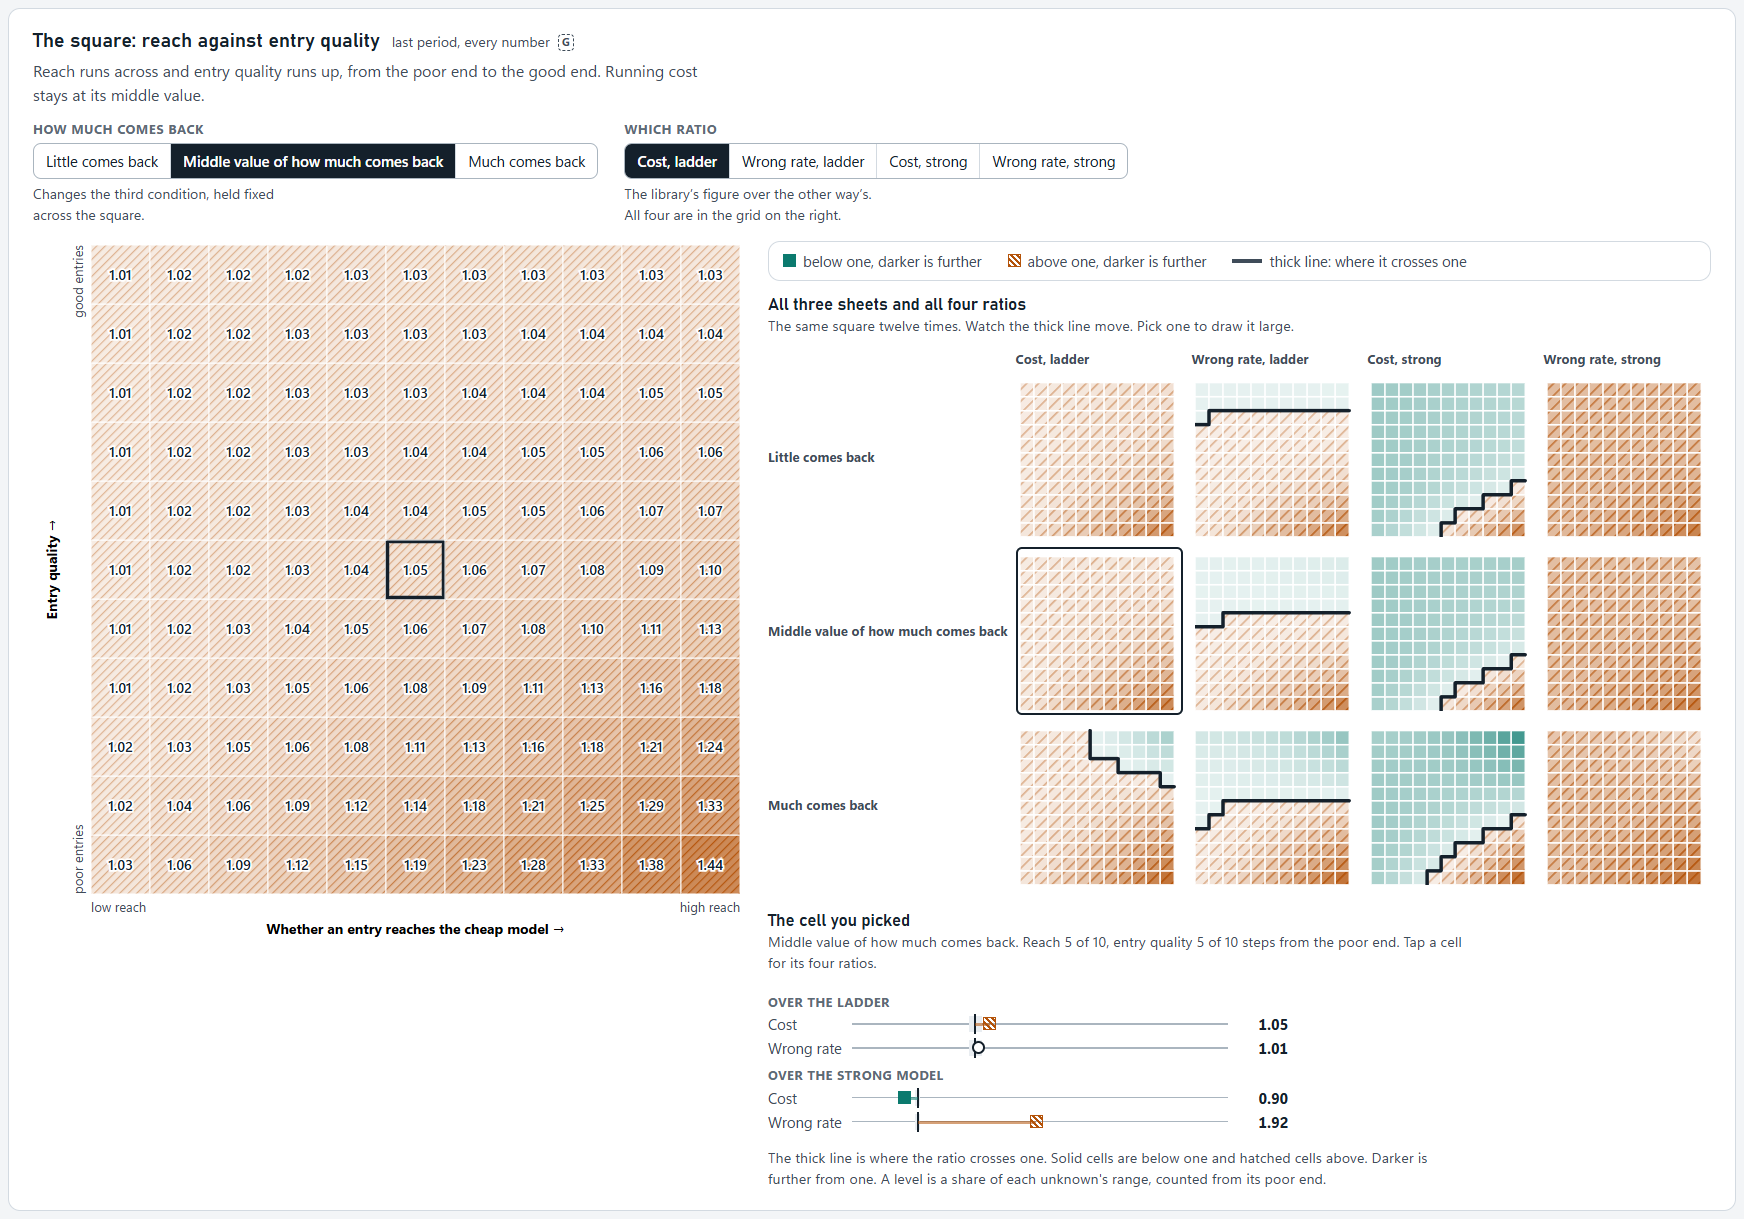 The square: reach against entry quality last period, every number G
Reach runs across and entry quality runs up, from the poor end to the good end. Running cost
stays at its middle value.
HOW MUCH COMES BACK
Little comes back Middle value of how much comes back Much comes back
Changes the third condition, held fixed
across the square.
WHICH RATIO
Cost, ladder Wrong rate, ladder Cost, strong Wrong rate, strong
The library's figure over the other way's.
All four are in the grid on the right.
good entries
Entry quality →
poor entries
1.01 1.02 1.02 1.02 1.03 1.03 1.03 1.03 1.03 1.03 1.03
1.01 1.02 1.02 1.03 1.03 1.03 1.03 1.04 1.04 1.04 1.04
1.01 1.02 1.02 1.03 1.03 1.03 1.04 1.04 1.04 1.05 1.05
1.01 1.02 1.02 1.03 1.03 1.04 1.04 1.05 1.05 1.06 1.06
1.01 1.02 1.02 1.03 1.04 1.04 1.05 1.05 1.06 1.07 1.07
1.01 1.02 1.02 1.03 1.04 1.05 1.06 1.07 1.08 1.09 1.10
1.01 1.02 1.03 1.04 1.05 1.06 1.07 1.08 1.10 1.11 1.13
1.01 1.02 1.03 1.05 1.06 1.08 1.09 1.11 1.13 1.16 1.18
1.02 1.03 1.05 1.06 1.08 1.11 1.13 1.16 1.18 1.21 1.24
1.02 1.04 1.06 1.09 1.12 1.14 1.18 1.21 1.25 1.29 1.33
1.03 1.06 1.09 1.12 1.15 1.19 1.23 1.28 1.33 1.38 1.44
low reach high reach
Whether an entry reaches the cheap model →
below one, darker is further above one, darker is further thick line: where it crosses one
All three sheets and all four ratios
The same square twelve times. Watch the thick line move. Pick one to draw it large.
Cost, ladder Wrong rate, ladder Cost, strong Wrong rate, strong
Little comes back
Middle value of how much comes back
Much comes back
The cell you picked
Middle value of how much comes back. Reach 5 of 10, entry quality 5 of 10 steps from the poor end. Tap a cell
for its four ratios.
OVER THE LADDER
Cost 1.05
Wrong rate 1.01
OVER THE STRONG MODEL
Cost 0.90
Wrong rate 1.92
The thick line is where the ratio crosses one. Solid cells are below one and hatched cells above. Darker is
further from one. A level is a share of each unknown's range, counted from its poor end.